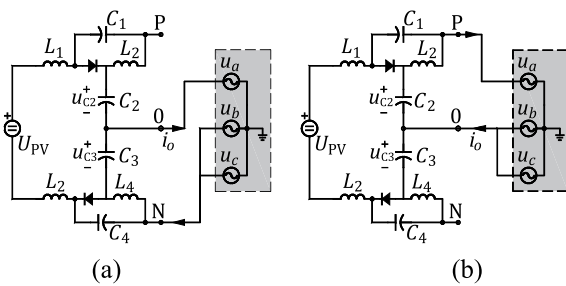 C1 P
L1 L2
ua
uC2 + − C2
+ UPV
0 ub
io
uC3 + − C3
uc
L2 L4
N
C4
(a)
C1 P
L1 L2
ua
uC2 + − C2
+ UPV
0 ub
io
uC3 + − C3
uc
L2 L4
N
C4
(b)